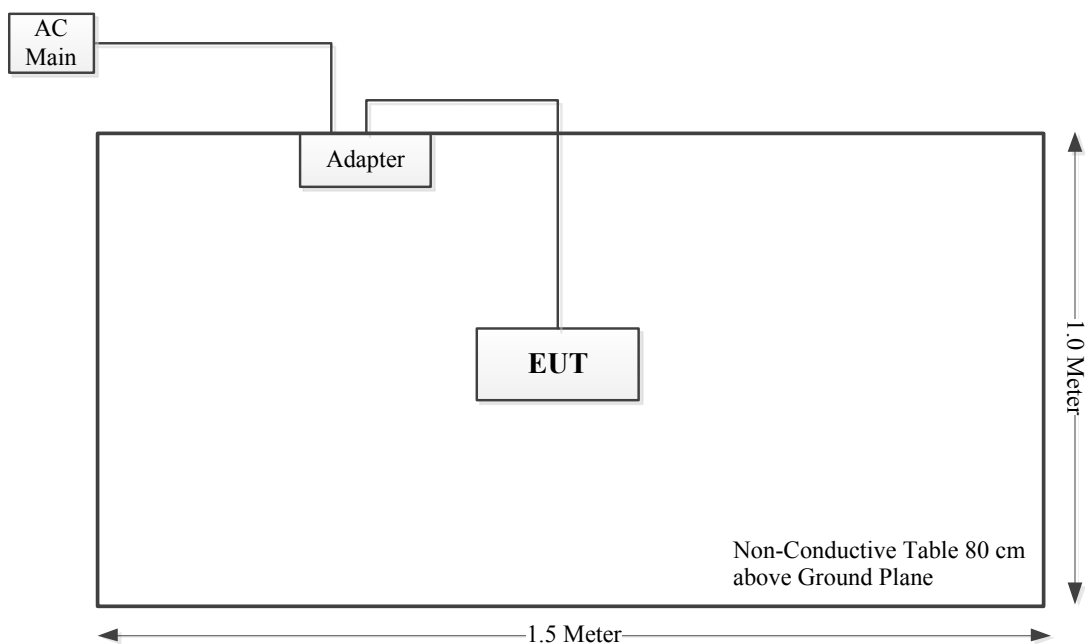 AC
Main
Adapter
EUT
1.0 Meter
Non-Conductive Table 80 cm
above Ground Plane
1.5 Meter